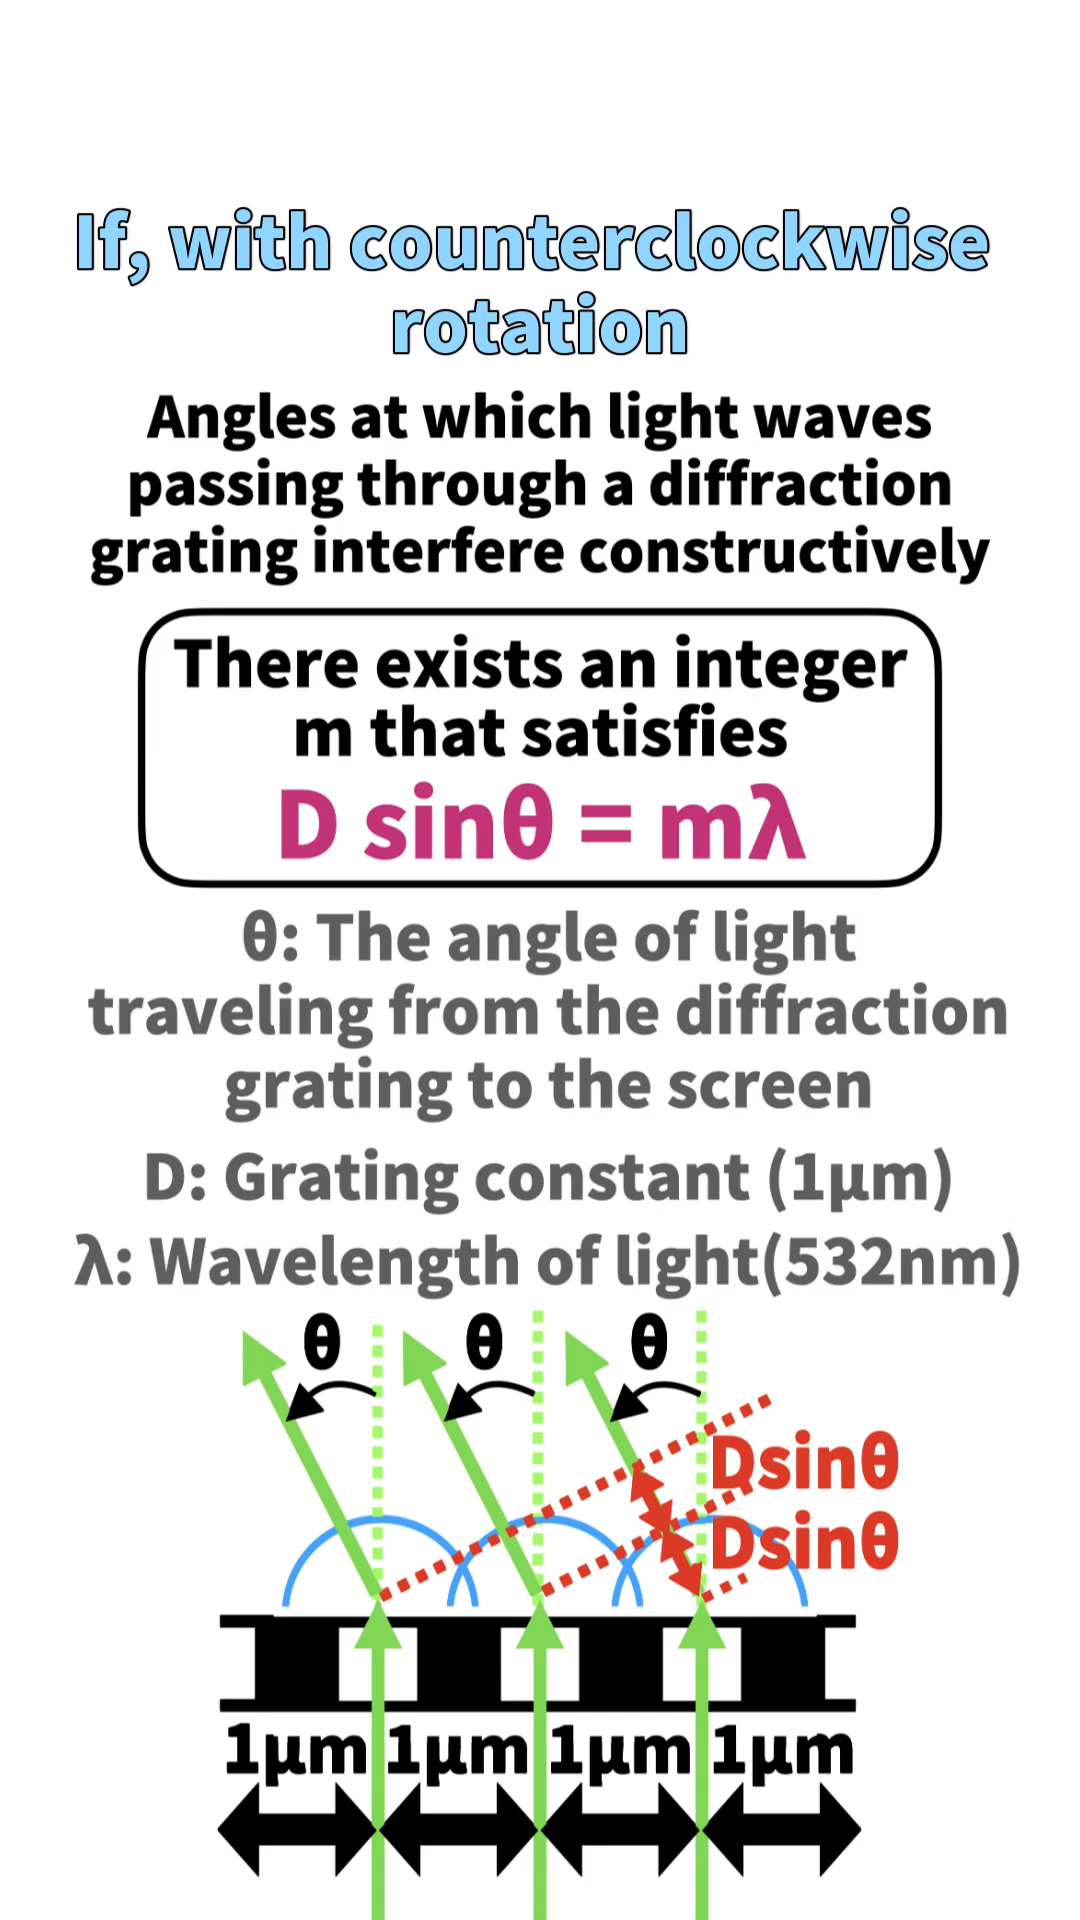 If, with counterclockwise
rotation
Angles at which light waves
passing through a diffraction
grating interfere constructively
There exists an integer
m that satisfies
D sinθ = mλ
θ: The angle of light
traveling from the diffraction
grating to the screen
D: Grating constant (1μm)
λ: Wavelength of light(532nm)
θ θ θ
Dsinθ
Dsinθ
1μm 1μm 1μm 1μm